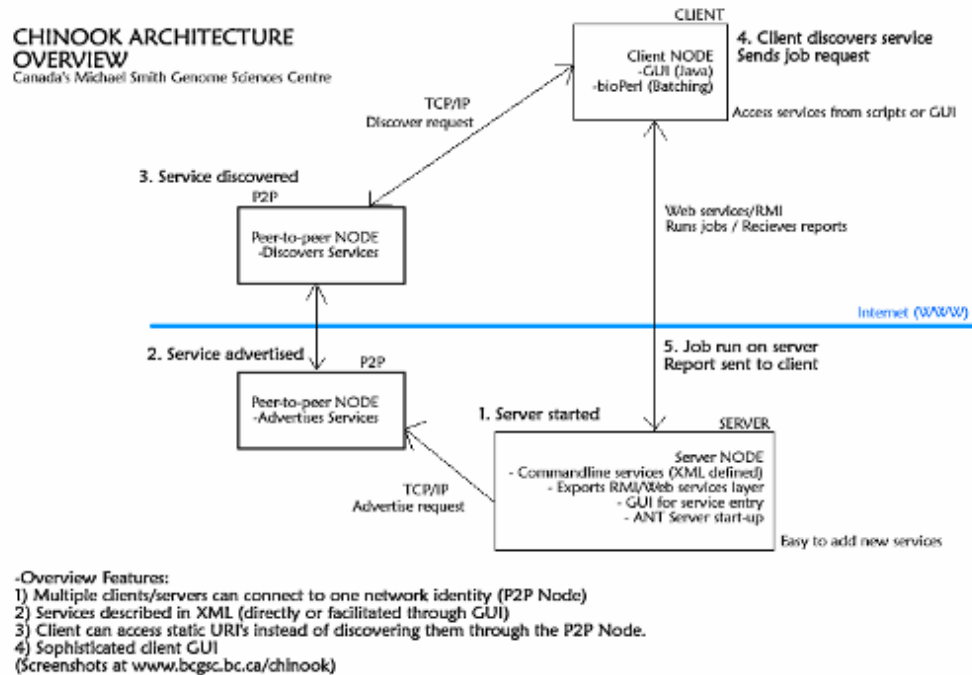 CHINOOK ARCHITECTURE
OVERVIEW
Canada's Michael Smith Genome Sciences Centre
CLIENT
Client NODE
-GUI (Java)
-bioPerl (Batching)
4. Client discovers service
Sends job request
Access services from scripts or GUI
TCP/IP
Discover request
3. Service discovered
P2P
Peer-to-peer NODE
-Discovers Services
Web services/RMI
Runs jobs / Recieves reports
Internet (WWW)
2. Service advertised
P2P
Peer-to-peer NODE
-Advertises Services
5. Job run on server
Report sent to client
1. Server started
SERVER
Server NODE
- Commandline services (XML defined)
- Exports RMI/Web services layer
- GUI for service entry
- ANT Server start-up
TCP/IP
Advertise request
Easy to add new services
-Overview Features:
1) Multiple clients/servers can connect to one network identity (P2P Node)
2) Services described in XML (directly or facilitated through GUI)
3) Client can access static URI's instead of discovering them through the P2P Node.
4) Sophisticated client GUI
(Screenshots at www.bcgsc.bc.ca/chinook)